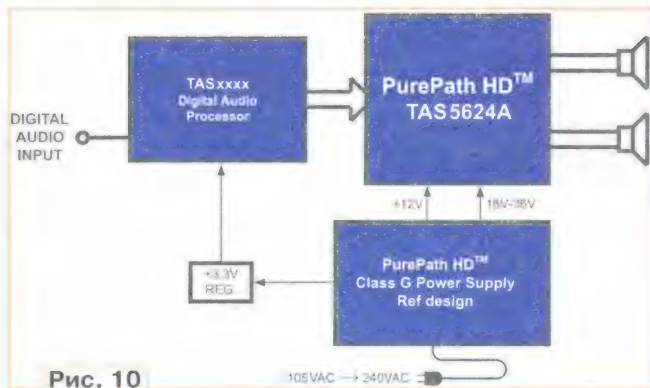 TASxxxx
Digital Audio
Processor
PurePath HD™
TAS5624A
DIGITAL
AUDIO
INPUT
+12V
18V-36V
+3.3V
REG.
PurePath HD™
Class G Power Supply
Ref design
105VAC → 240VAC
Рис. 10